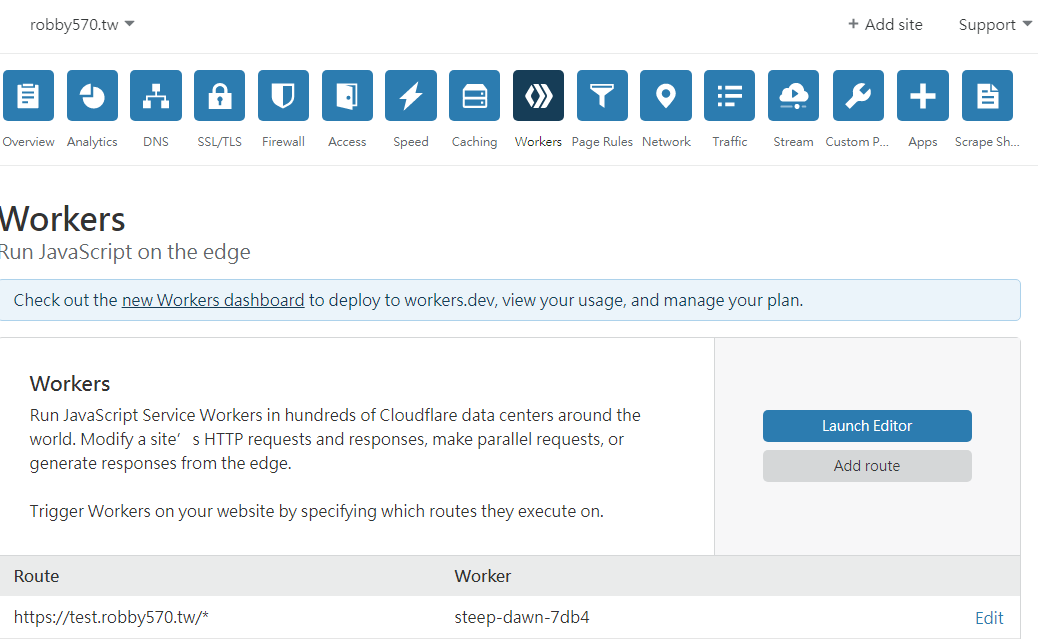 robby570.tw
+ Add site
Support
Overview
Analytics
DNS
SSL/TLS
Firewall
Access
Speed
Caching
Workers
Page Rules
Network
Traffic
Stream
Custom P...
Apps
Scrape Sh...
Workers
Run JavaScript on the edge
Check out the new Workers dashboard to deploy to workers.dev, view your usage, and manage your plan.
Workers
Run JavaScript Service Workers in hundreds of Cloudflare data centers around the
world. Modify a site’s HTTP requests and responses, make parallel requests, or
generate responses from the edge.
Trigger Workers on your website by specifying which routes they execute on.
Launch Editor
Add route
Route Worker
https://test.robby570.tw/* steep-dawn-7db4 Edit